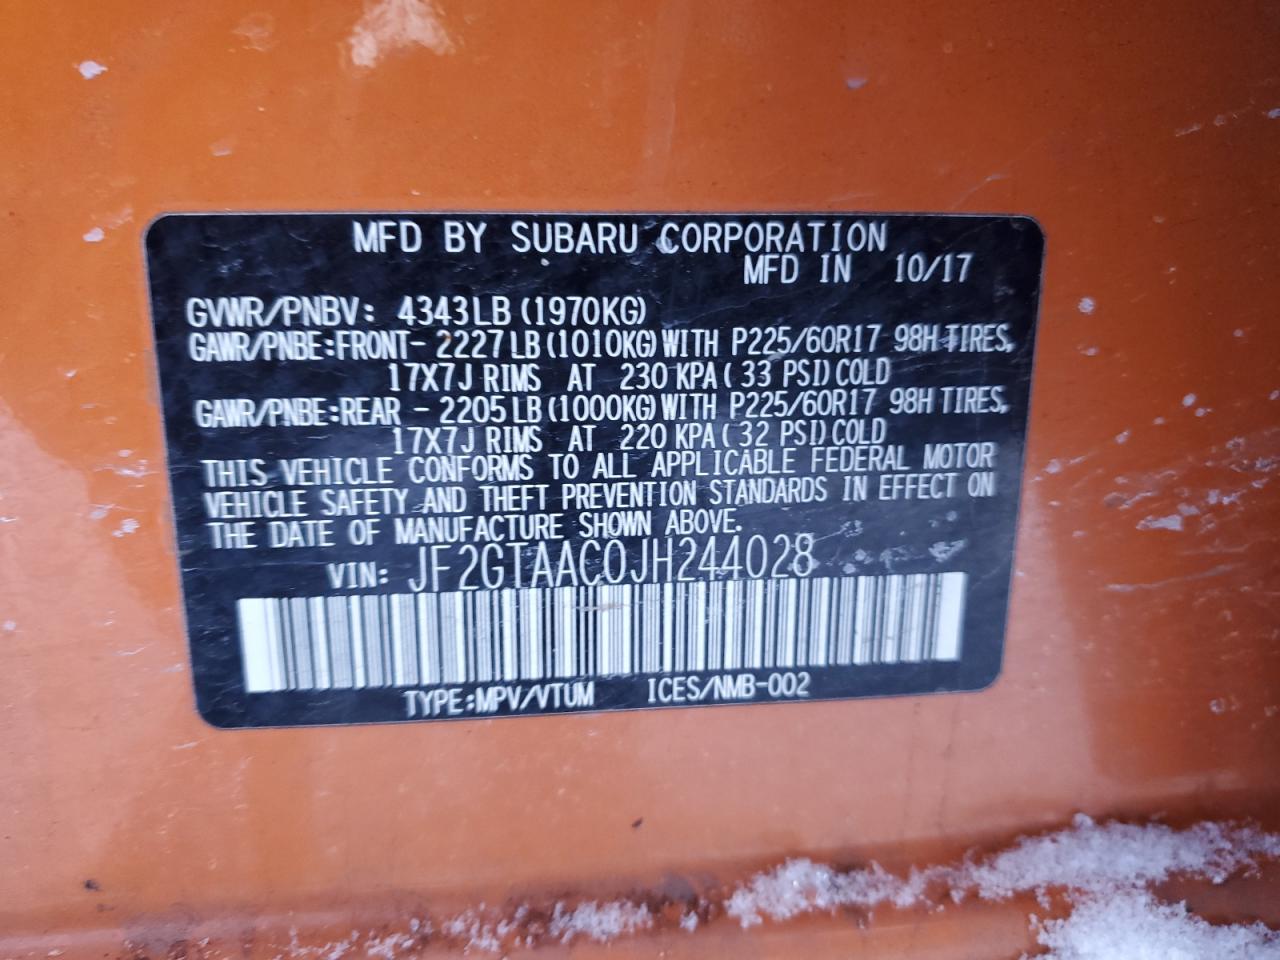 MFD BY SUBARU CORPORATION
MFD IN 10/17
GVWR/PNBV: 4343LB (1970KG)
GAWR/PNBE:FRONT- 2227LB (1010KG) WITH P225/60R17 98H TIRES,
17X7J RIMS AT 230 KPA ( 33 PSI) COLD
GAWR/PNBE:REAR - 2205LB (1000KG) WITH P225/60R17 98H TIRES,
17X7J RIMS AT 220 KPA ( 32 PSI) COLD
THIS VEHICLE CONFORMS TO ALL APPLICABLE FEDERAL MOTOR
VEHICLE SAFETY AND THEFT PREVENTION STANDARDS IN EFFECT ON
THE DATE OF MANUFACTURE SHOWN ABOVE.
VIN: JF2GTAAC0JH244028
TYPE:MPV/VTUM ICES/NMB-002